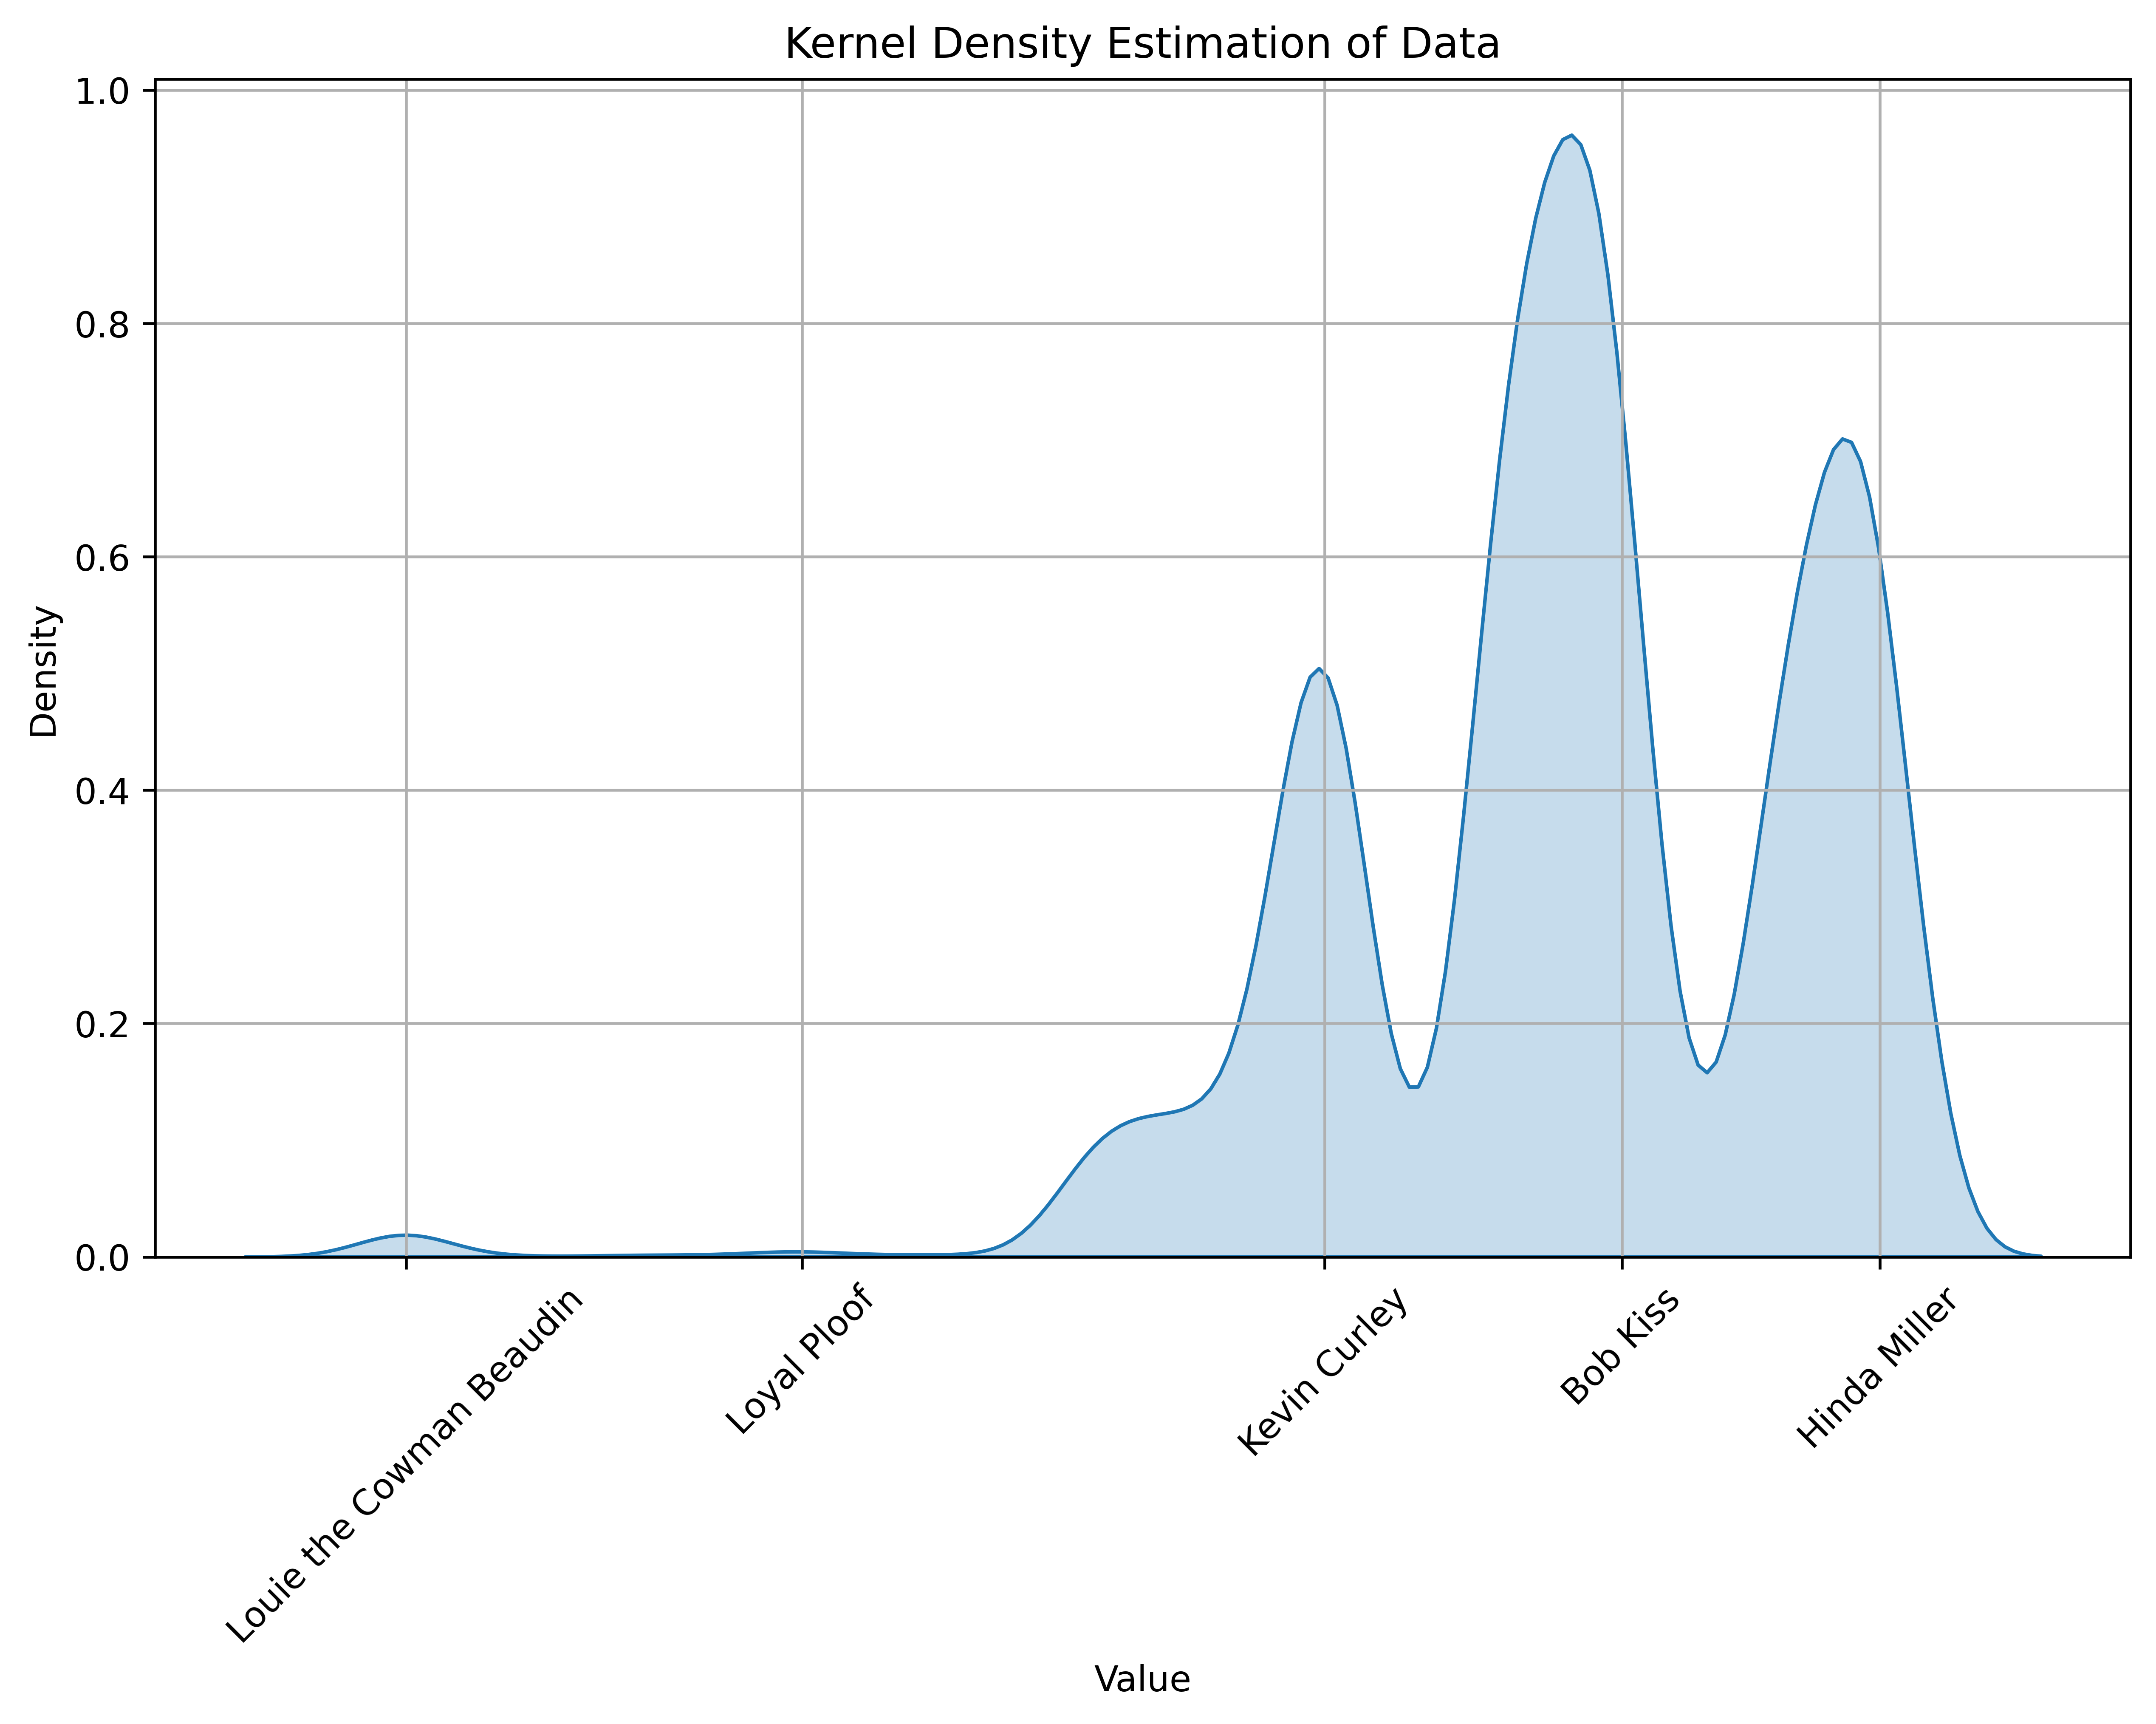 Kernel Density Estimation of Data
1.0
0.8
0.6
0.4
0.2
0.0
Density
Louie the Cowman Beaudin
Loyal Ploof
Kevin Curley
Bob Kiss
Hinda Miller
Value